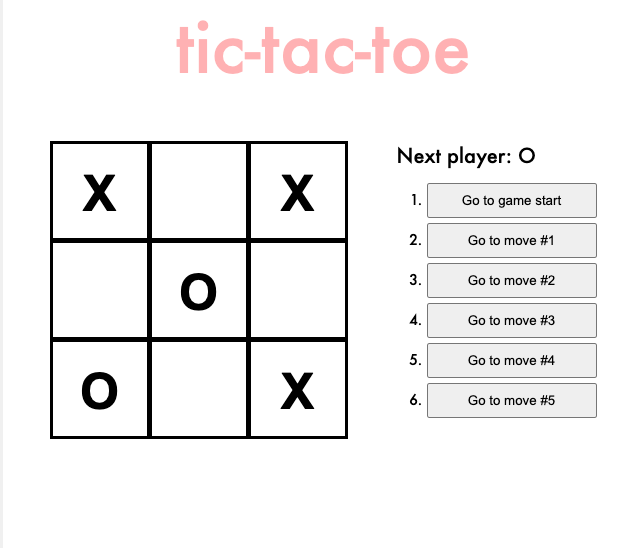 tic-tac-toe
Next player: O
X X
O
O X
1. Go to game start
2. Go to move #1
3. Go to move #2
4. Go to move #3
5. Go to move #4
6. Go to move #5